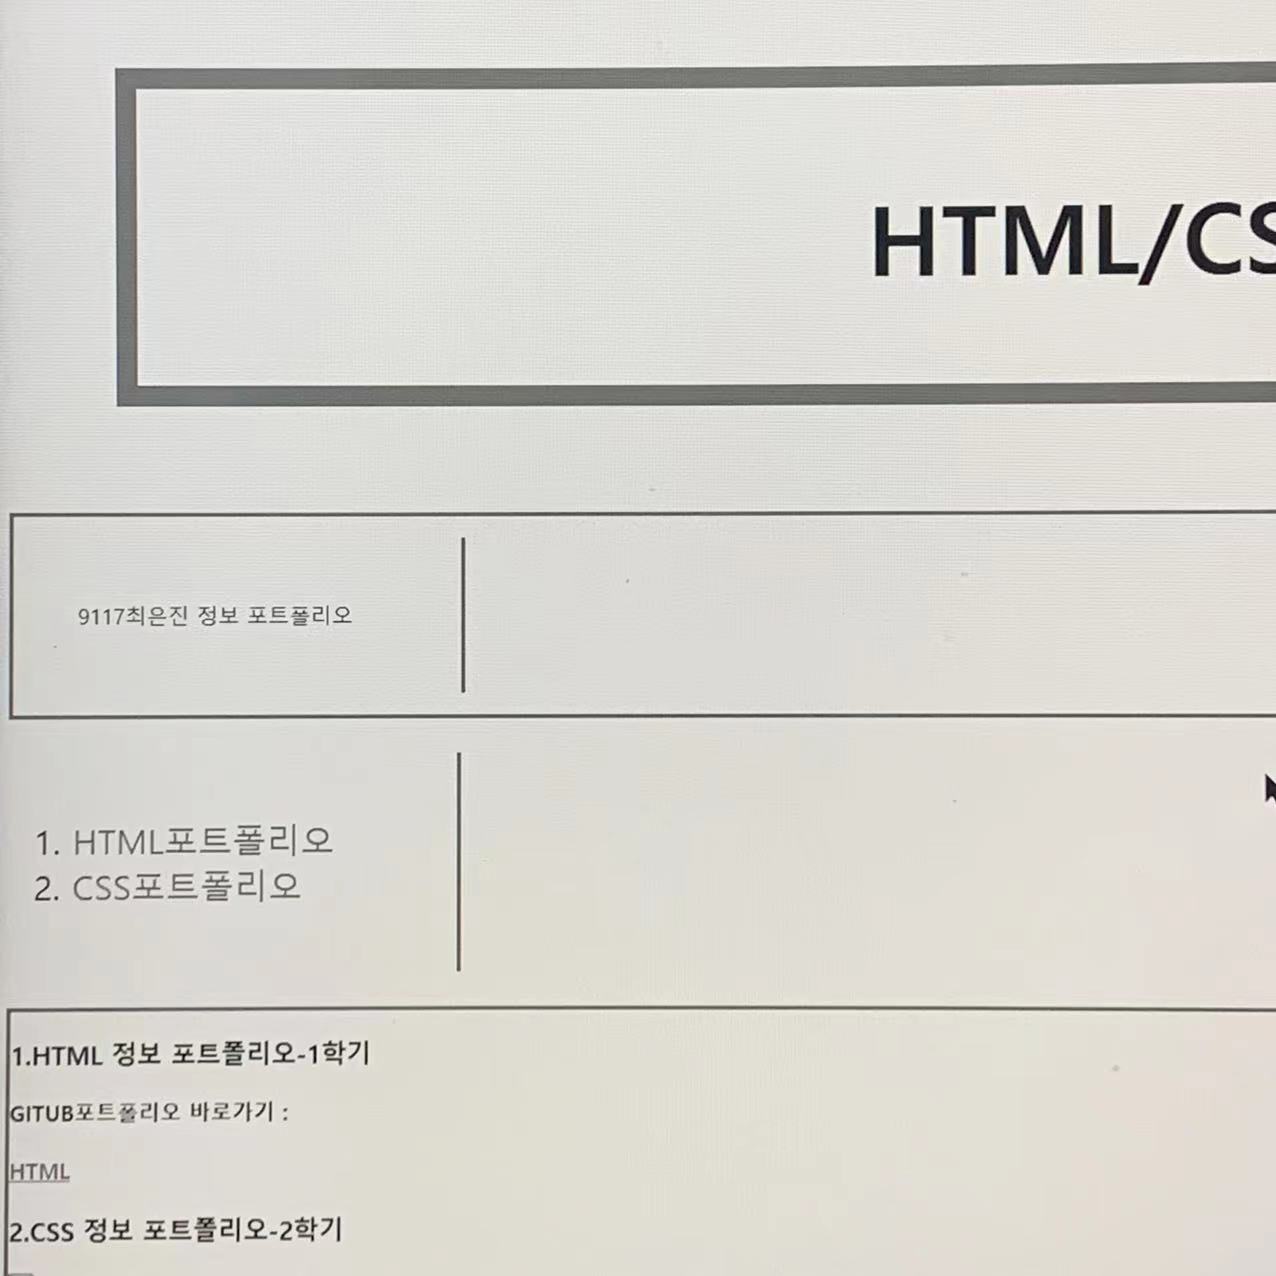 HTML/CS
9117최은진 정보 포트폴리오
1. HTML포트폴리오
2. CSS포트폴리오
1.HTML 정보 포트폴리오-1학기
GITUB포트폴리오 바로가기 :
HTML
2.CSS 정보 포트폴리오-2학기